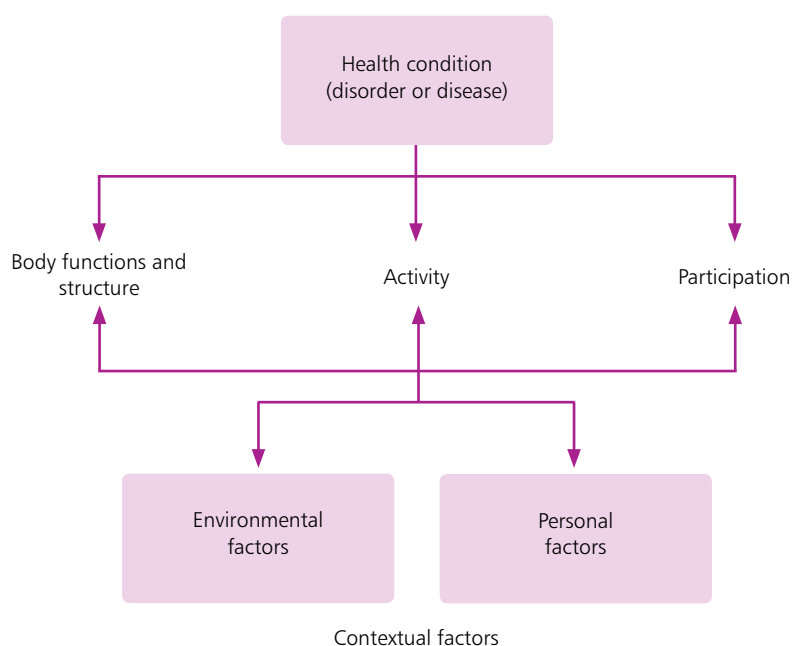 Health condition
(disorder or disease)
Body functions and
structure
Activity
Participation
Environmental
factors
Personal
factors
Contextual factors